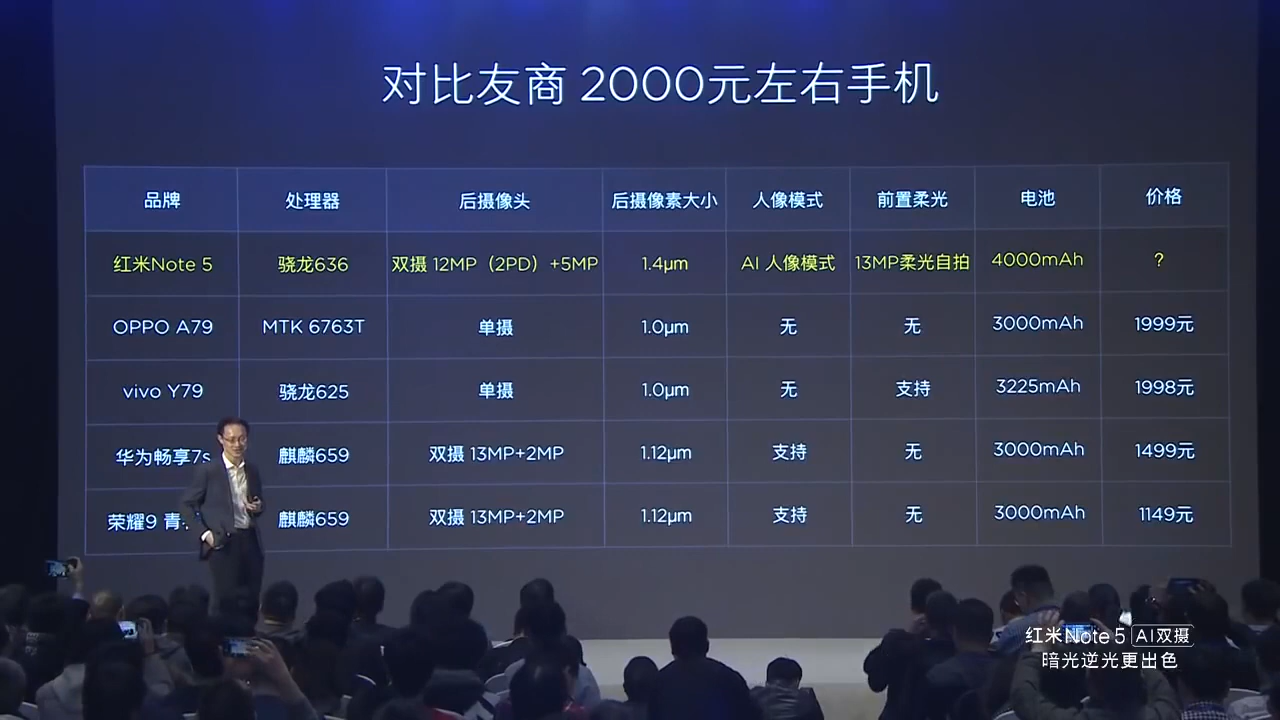 对比友商 2000元左右手机
品牌 处理器 后摄像头 后摄像素大小 人像模式 前置柔光 电池 价格
红米Note 5 骁龙636 双摄 12MP（2PD）+5MP 1.4μm AI 人像模式 13MP柔光自拍 4000mAh ?
OPPO A79 MTK 6763T 单摄 1.0μm 无 无 3000mAh 1999元
vivo Y79 骁龙625 单摄 1.0μm 无 支持 3225mAh 1998元
华为畅享7s 麒麟659 双摄 13MP+2MP 1.12μm 支持 无 3000mAh 1499元
荣耀9 青 麒麟659 双摄 13MP+2MP 1.12μm 支持 无 3000mAh 1149元
红米Note 5 AI双摄
暗光逆光更出色